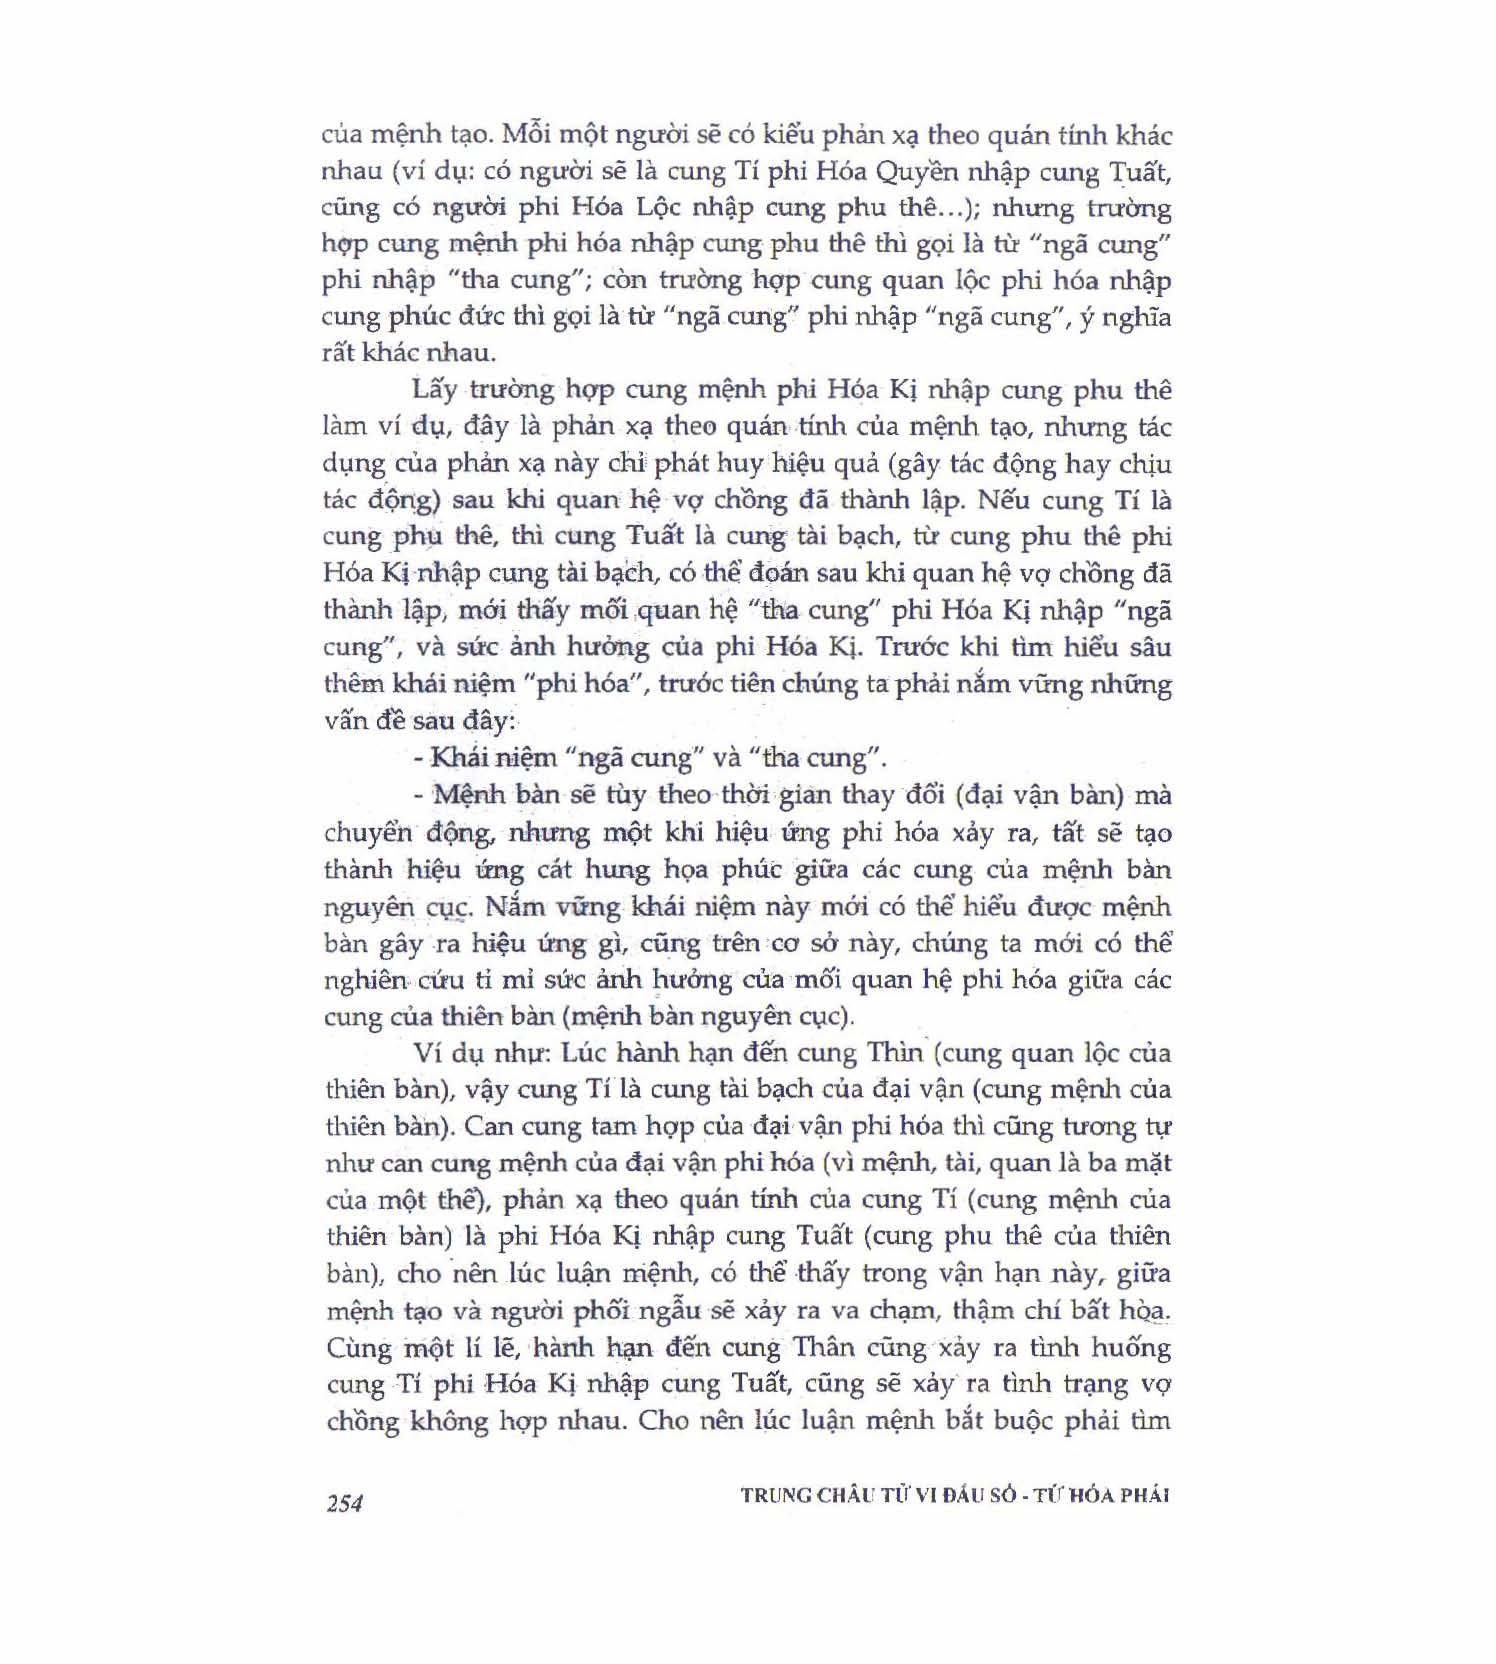 của mệnh tạo. Mỗi một người sẽ có kiểu phản xạ theo quán tính khác
nhau (ví dụ: có người sẽ là cung Tí phi Hóa Quyền nhập cung Tuất,
cũng có người phi Hóa Lộc nhập cung phu thê...); nhưng trường
hợp cung mệnh phi hóa nhập cung phu thê thì gọi là từ "ngã cung"
phi nhập "tha cung"; còn trường hợp cung quan lộc phi hóa nhập
cung phúc đức thì gọi là từ "ngã cung" phi nhập "ngã cung", ý nghĩa
rất khác nhau.
Lấy trường hợp cung mệnh phi Hóa Kị nhập cung phu thê
làm ví dụ, đây là phản xạ theo quán tính của mệnh tạo, nhưng tác
dụng của phản xạ này chỉ phát huy hiệu quả (gây tác động hay chịu
tác động) sau khi quan hệ vợ chồng đã thành lập. Nếu cung Tí là
cung phu thê, thì cung Tuất là cung tài bạch, từ cung phu thê phi
Hóa Kị nhập cung tài bạch, có thể đoán sau khi quan hệ vợ chồng đã
thành lập, mới thấy mối quan hệ "tha cung" phi Hóa Kị nhập "ngã
cung", và sức ảnh hưởng của phi Hóa Kị. Trước khi tìm hiểu sâu
thêm khái niệm "phi hóa", trước tiên chúng ta phải nắm vững những
vấn đề sau đây:
- Khái niệm "ngã cung" và "tha cung".
- Mệnh bàn sẽ tùy theo thời gian thay đổi (đại vận bàn) mà
chuyển động, nhưng một khi hiệu ứng phi hóa xảy ra, tất sẽ tạo
thành hiệu ứng cát hung họa phúc giữa các cung của mệnh bàn
nguyên cục. Nắm vững khái niệm này mới có thể hiểu được mệnh
bàn gây ra hiệu ứng gì, cũng trên cơ sở này, chúng ta mới có thể
nghiên cứu tỉ mỉ sức ảnh hưởng của mối quan hệ phi hóa giữa các
cung của thiên bàn (mệnh bàn nguyên cục).
Ví dụ như: Lúc hành hạn đến cung Thìn (cung quan lộc của
thiên bàn), vậy cung Tí là cung tài bạch của đại vận (cung mệnh của
thiên bàn). Can cung tam hợp của đại vận phi hóa thì cũng tương tự
như can cung mệnh của đại vận phi hóa (vì mệnh, tài, quan là ba mặt
của một thể), phản xạ theo quán tính của cung Tí (cung mệnh của
thiên bàn) là phi Hóa Kị nhập cung Tuất (cung phu thê của thiên
bàn), cho nên lúc luận mệnh, có thể thấy trong vận hạn này, giữa
mệnh tạo và người phối ngẫu sẽ xảy ra va chạm, thậm chí bất hòa.
Cùng một lí lẽ, hành hạn đến cung Thân cũng xảy ra tình huống
cung Tí phi Hóa Kị nhập cung Tuất, cũng sẽ xảy ra tình trạng vợ
chồng không hợp nhau. Cho nên lúc luận mệnh bắt buộc phải tìm
254
TRUNG CHÂU TỬ VI ĐẨU SỐ - TỨ HÓA PHÁI